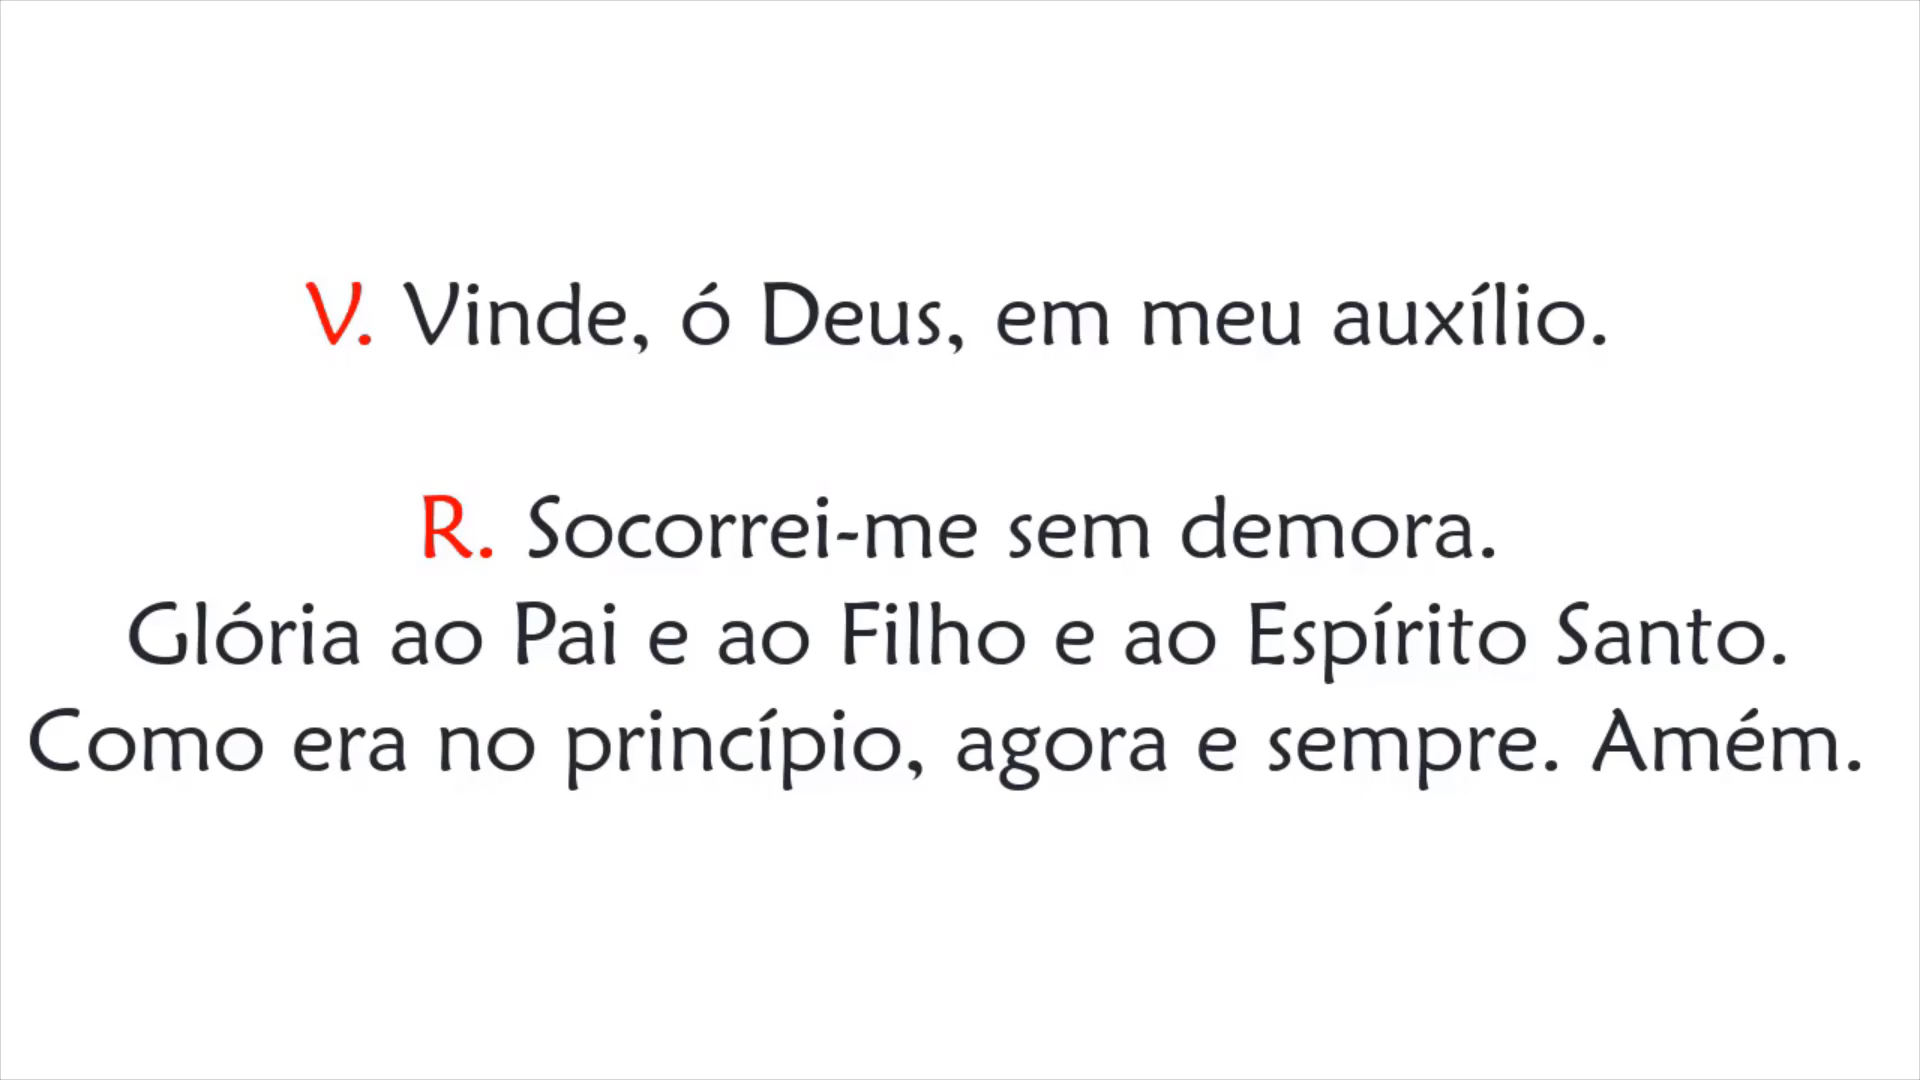 V. Vinde, ó Deus, em meu auxílio.
R. Socorrei-me sem demora.
Glória ao Pai e ao Filho e ao Espírito Santo.
Como era no princípio, agora e sempre. Amém.